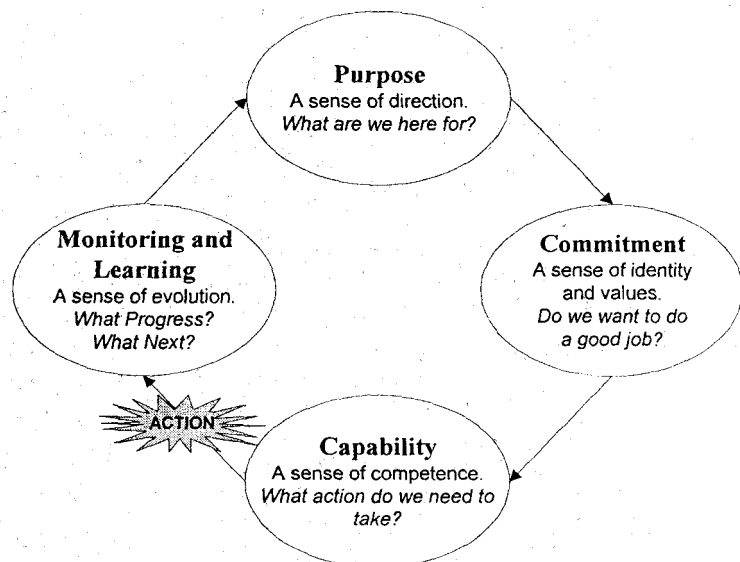 Purpose
A sense of direction.
What are we here for?
Monitoring and
Learning
A sense of evolution.
What Progress?
What Next?
Commitment
A sense of identity
and values.
Do we want to do
a good job?
ACTION
Capability
A sense of competence.
What action do we need to
take?